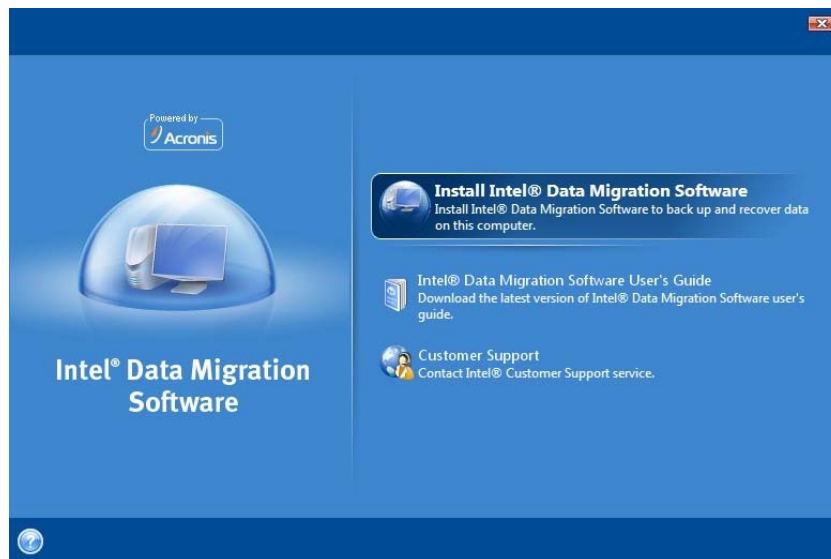 Powered by
Acronis
Intel® Data Migration
Software
Install Intel® Data Migration Software
Install Intel® Data Migration Software to back up and recover data
on this computer.
Intel® Data Migration Software User's Guide
Download the latest version of Intel® Data Migration Software user's
guide.
Customer Support
Contact Intel® Customer Support service.